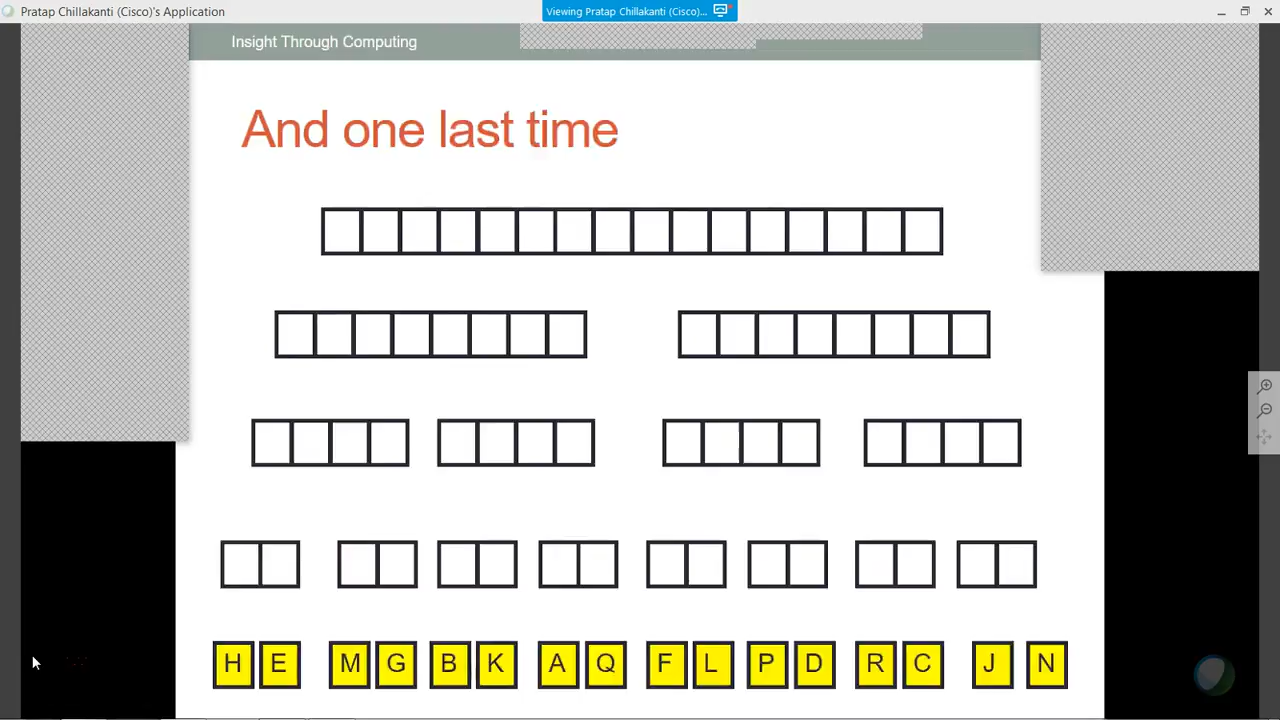 Pratap Chillakanti (Cisco)'s Application
Viewing Pratap Chillakanti (Cisco)...
Insight Through Computing
And one last time
H E M G B K A Q F L P D R C J N